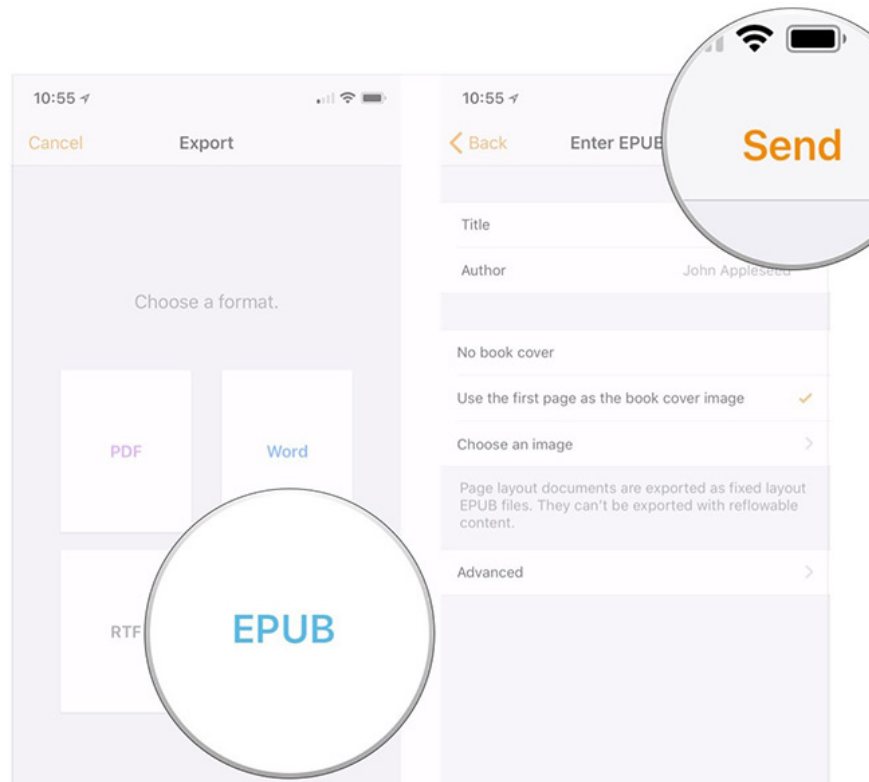 10:55
Cancel
Export
Choose a format.
PDF
Word
RTF
EPUB
10:55
Back
Enter EPUB
Send
Title
Author
John Appleseed
No book cover
Use the first page as the book cover image
Choose an image
Page layout documents are exported as fixed layout
EPUB files. They can't be exported with reflowable
content.
Advanced